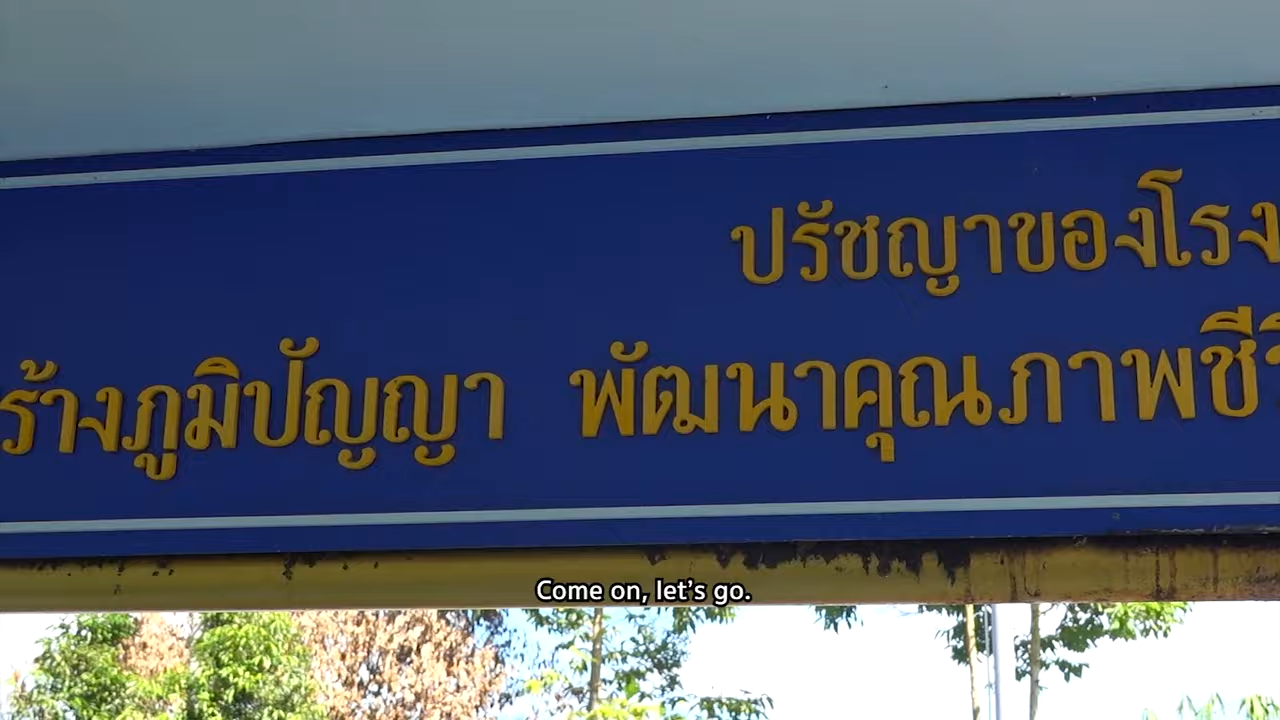 ปรัชญาของโรง
ร้างภูมิปัญญา พัฒนาคุณภาพชีวิ
Come on, let's go.